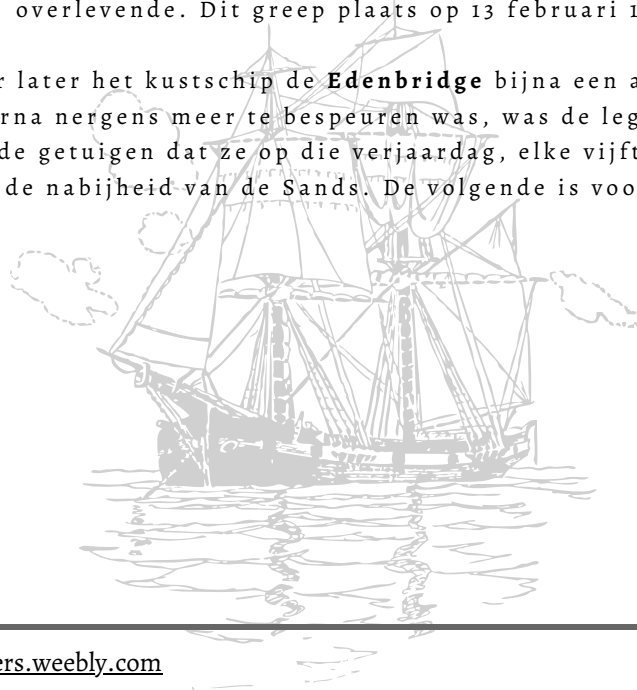 overlevende. Dit greep plaats op 13 februari 1
r later het kustschip de Edenbridge bijna een a
rna nergens meer te bespeuren was, was de leg
de getuigen dat ze op die verjaardag, elke vijft
de nabijheid van de Sands. De volgende is voo
ers.weebly.com